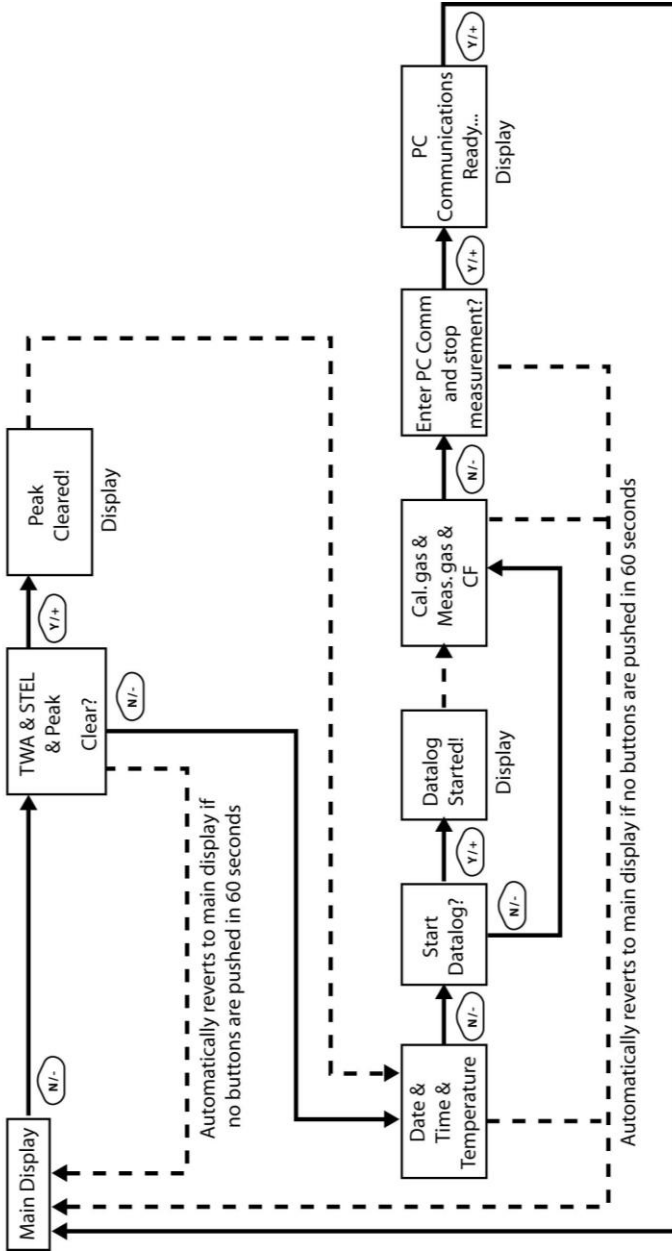 Main Display
N/-
TWA & STEL
& Peak
Clear?
Y/+
Peak
Cleared!
Display
N/-
Automatically reverts to main display if
no buttons are pushed in 60 seconds
Date &
Time &
Temperature
N/-
Start
Datalog?
Y/+
Datalog
Started!
Display
N/-
Cal. gas &
Meas. gas &
CF
N/-
Enter PC Comm
and stop
measurement?
Y/+
PC
Communications
Ready...
Display
Y/+
Automatically reverts to main display if no buttons are pushed in 60 seconds